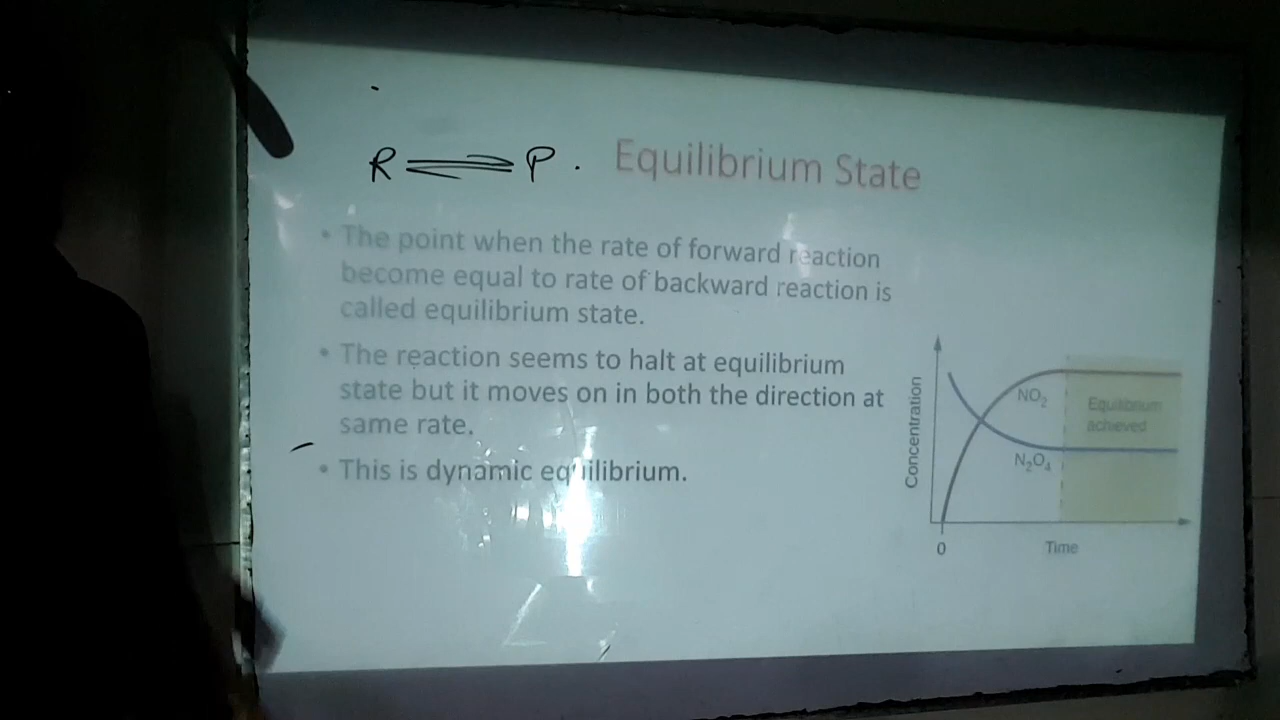 R ⇌ P .
Equilibrium State
• The point when the rate of forward reaction
become equal to rate of backward reaction is
called equilibrium state.
• The reaction seems to halt at equilibrium
state but it moves on in both the direction at
same rate.
• This is dynamic equilibrium.
Concentration
NO₂
Equilibrium
achieved
N₂O₄
0
Time